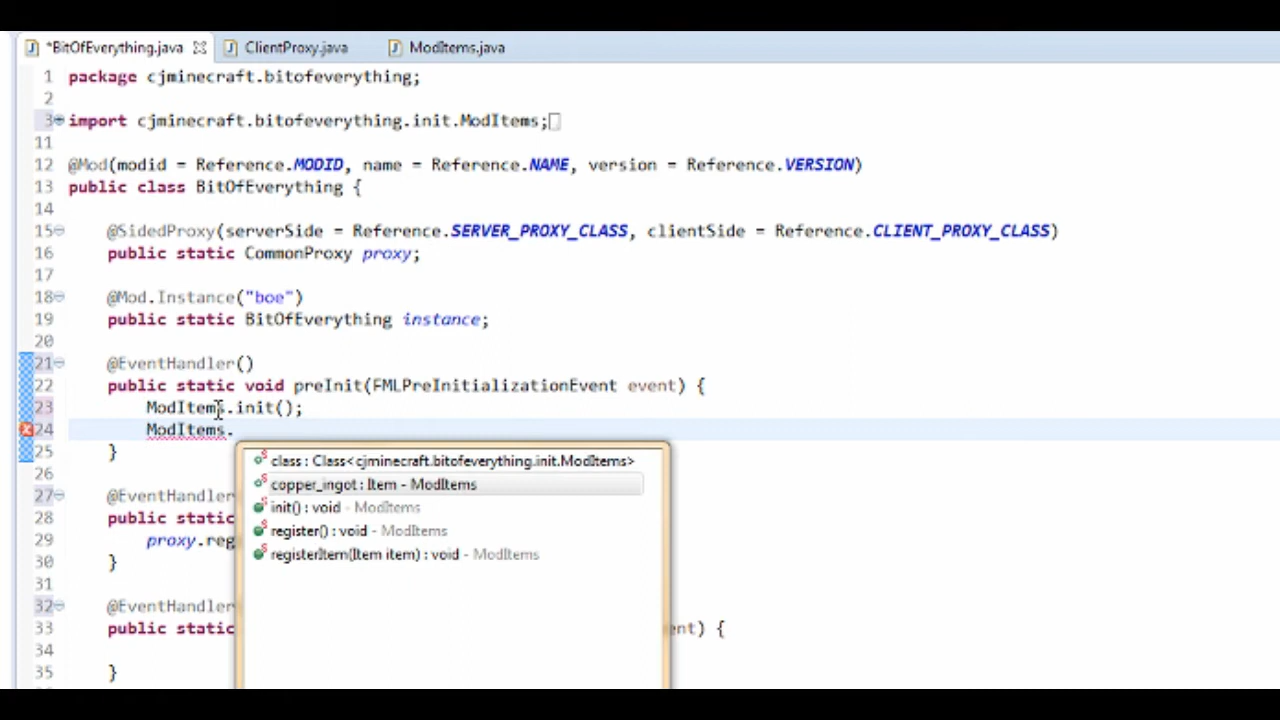 *BitOfEverything.java ClientProxy.java ModItems.java
1 package cjminecraft.bitofeverything;
2
3 import cjminecraft.bitofeverything.init.ModItems;
11
12 @Mod(modid = Reference.MODID, name = Reference.NAME, version = Reference.VERSION)
13 public class BitOfEverything {
14
15 @SidedProxy(serverSide = Reference.SERVER_PROXY_CLASS, clientSide = Reference.CLIENT_PROXY_CLASS)
16 public static CommonProxy proxy;
17
18 @Mod.Instance("boe")
19 public static BitOfEverything instance;
20
21 @EventHandler()
22 public static void preInit(FMLPreInitializationEvent event) {
23 ModItems.init();
24 ModItems.
25 }
class : Class<cjminecraft.bitofeverything.init.ModItems>
copper_ingot : Item - ModItems
init() : void - ModItems
register() : void - ModItems
registerItem(Item item) : void - ModItems
26
27 @EventHandler
28 public static
29 proxy.reg
30 }
31
32 @EventHandler
33 public static ent) {
34
35 }